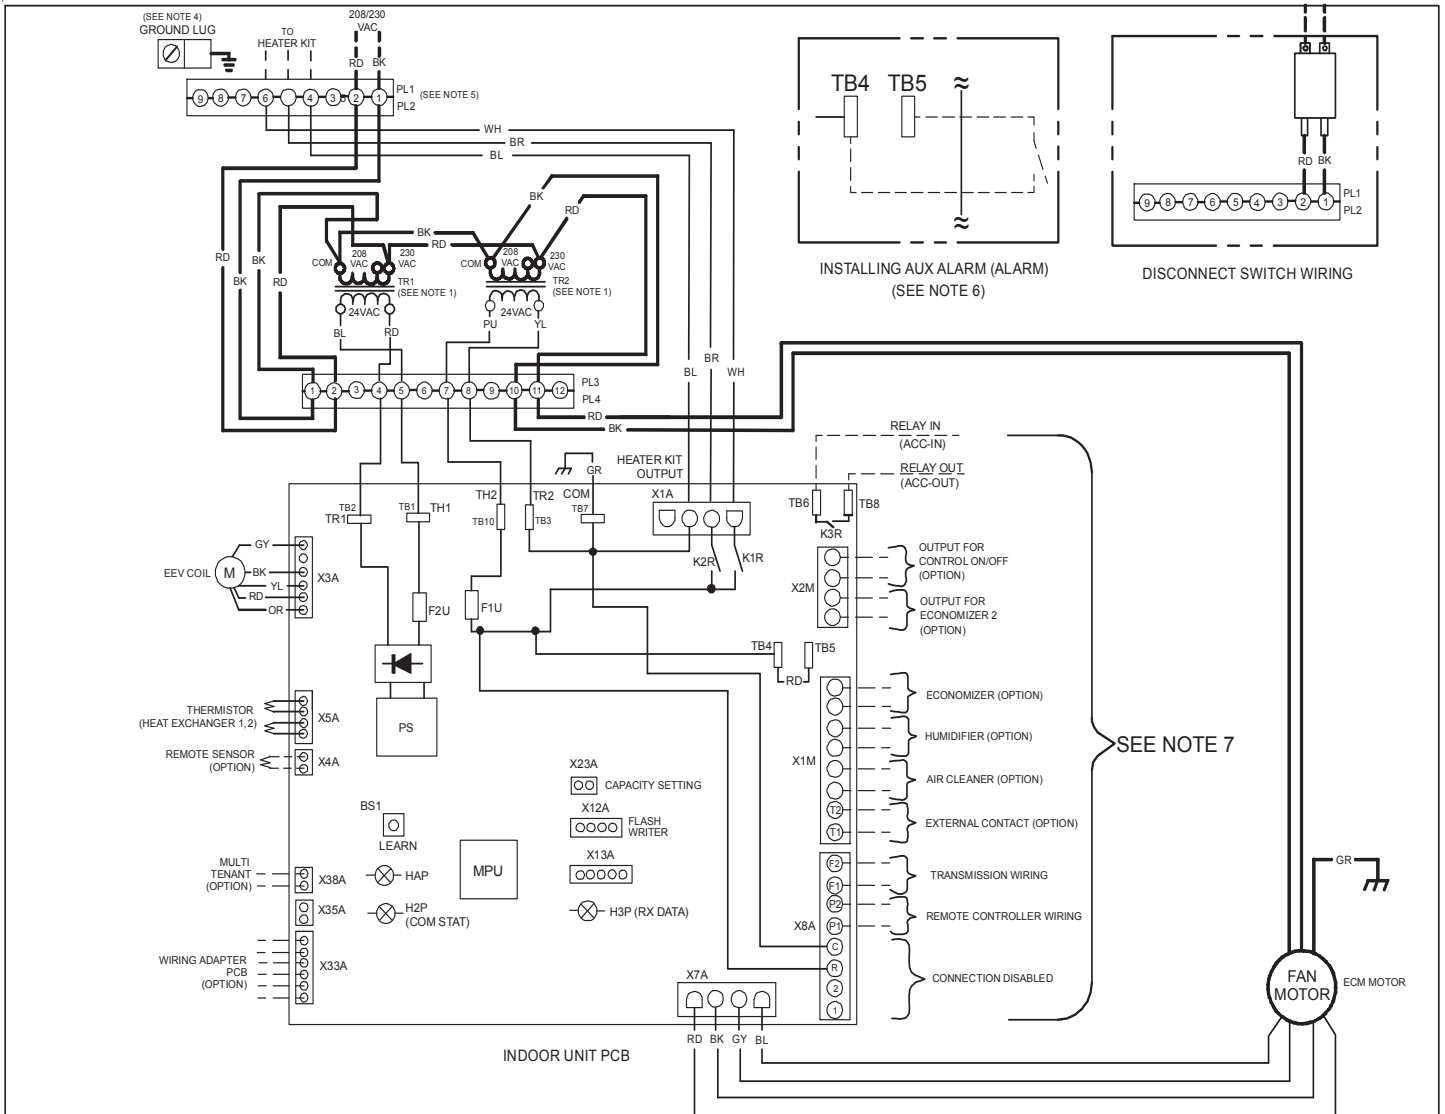 (SEE NOTE 4)
GROUND LUG
TO
HEATER KIT
208/230
VAC
RD
BK
9 8 7 6 4 3 2 1
PL1
(SEE NOTE 5)
PL2
WH
BR
BL
RD
BK
BK
RD
BK
RD
BK
RD
COM
208
VAC
230
VAC
TR1
(SEE NOTE 1)
24VAC
BL
RD
COM
208
VAC
230
VAC
TR2
(SEE NOTE 1)
24VAC
PU
YL
1 2 3 4 5 6 7 8 9 10 11 12
PL3
PL4
RD
BK
BL
BR
WH
TB4
TB5
≈
≈
INSTALLING AUX ALARM (ALARM)
(SEE NOTE 6)
RD
BK
9 8 7 6 5 4 3 2 1
PL1
PL2
DISCONNECT SWITCH WIRING
RELAY IN
(ACC-IN)
RELAY OUT
(ACC-OUT)
HEATER KIT
OUTPUT
X1A
GR
TB2
TR1
TB1
TH1
TH2
TB10
TR2
TB3
COM
TB7
TB6
TB8
K3R
K2R
K1R
EEV COIL
M
GY
BK
YL
RD
OR
X3A
F2U
F1U
X2M
OUTPUT FOR
CONTROL ON/OFF
(OPTION)
OUTPUT FOR
ECONOMIZER 2
(OPTION)
TB4
TB5
RD
PS
THERMISTOR
(HEAT EXCHANGER 1, 2)
X5A
REMOTE SENSOR
(OPTION)
X4A
X1M
ECONOMIZER (OPTION)
HUMIDIFIER (OPTION)
AIR CLEANER (OPTION)
T2
T1
EXTERNAL CONTACT (OPTION)
SEE NOTE 7
X23A
CAPACITY SETTING
X12A
FLASH
WRITER
X13A
BS1
LEARN
MPU
HAP
H2P
(COM STAT)
H3P (RX DATA)
MULTI
TENANT
(OPTION)
X38A
X35A
WIRING ADAPTER
PCB
(OPTION)
X33A
F2
F1
TRANSMISSION WIRING
P2
P1
X8A
REMOTE CONTROLLER WIRING
C
R
2
1
CONNECTION DISABLED
X7A
RD BK GY BL
INDOOR UNIT PCB
GR
FAN
MOTOR
ECM MOTOR